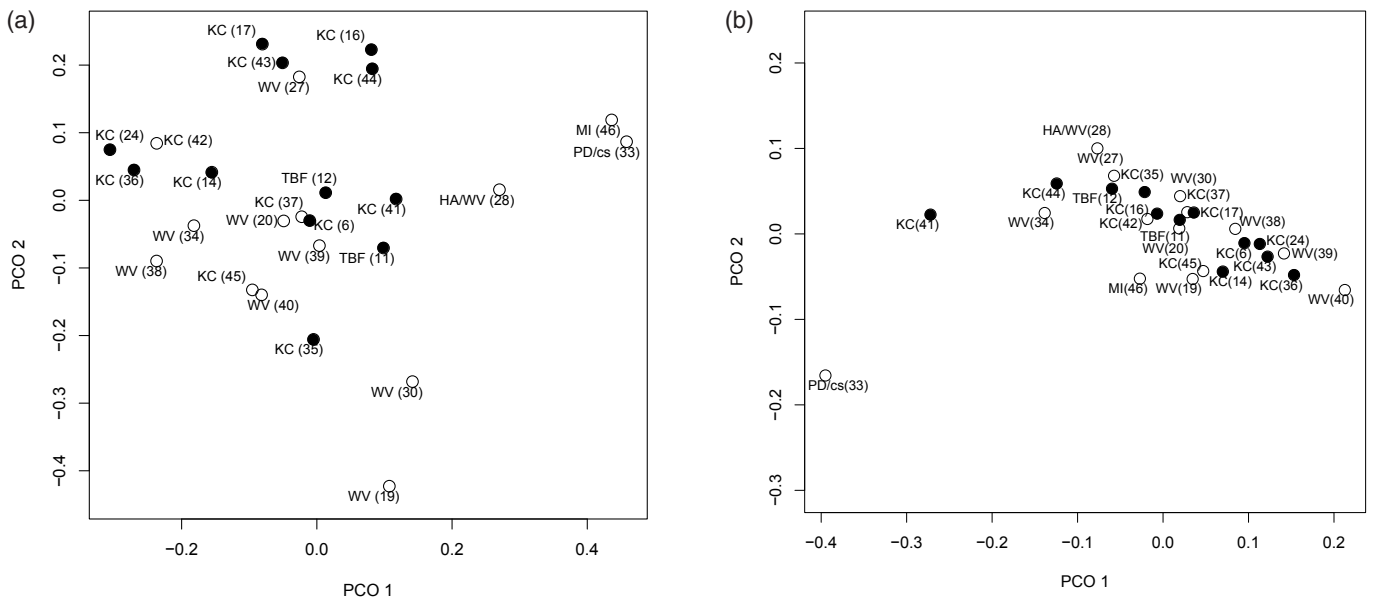 (a)
KC (17)
KC (16)
KC (43)
KC (44)
WV (27)
MI (46)
PD/cs (33)
KC (24)
KC (42)
KC (36)
KC (14)
TBF (12)
HA/WV (28)
KC (37)
KC (41)
WV (20)
KC (6)
WV (34)
WV (39)
TBF (11)
WV (38)
KC (45)
WV (40)
KC (35)
WV (30)
WV (19)
0.2
0.1
0.0
−0.1
−0.2
−0.3
−0.4
PCO 2
−0.2
0.0
0.2
0.4
PCO 1
(b)
HA/WV(28)
WV(27)
KC(35)
WV(30)
KC(44)
TBF(12)
KC(37)
KC(41)
WV(34)
KC(16)
KC(17)
KC(42)
WV(38)
TBF(11)
WV(20)
KC(6)
KC(24)
WV(39)
KC(45)
KC(43)
MI(46)
WV(19)
KC(14)
KC(36)
WV(40)
PD/cs(33)
0.2
0.1
0.0
−0.1
−0.2
−0.3
PCO 2
−0.4
−0.3
−0.2
−0.1
0.0
0.1
0.2
PCO 1